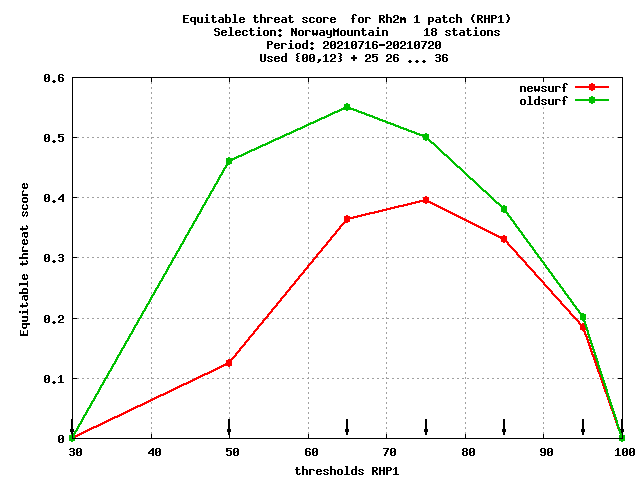 Equitable threat score  for Rh2m 1 patch (RHP1)
Selection: NorwayMountain     18 stations
Period: 20210716-20210720
Used {00,12} + 25 26 ... 36
newsurf
oldsurf
Equitable threat score
0.6
0.5
0.4
0.3
0.2
0.1
0
30 40 50 60 70 80 90 100
thresholds RHP1